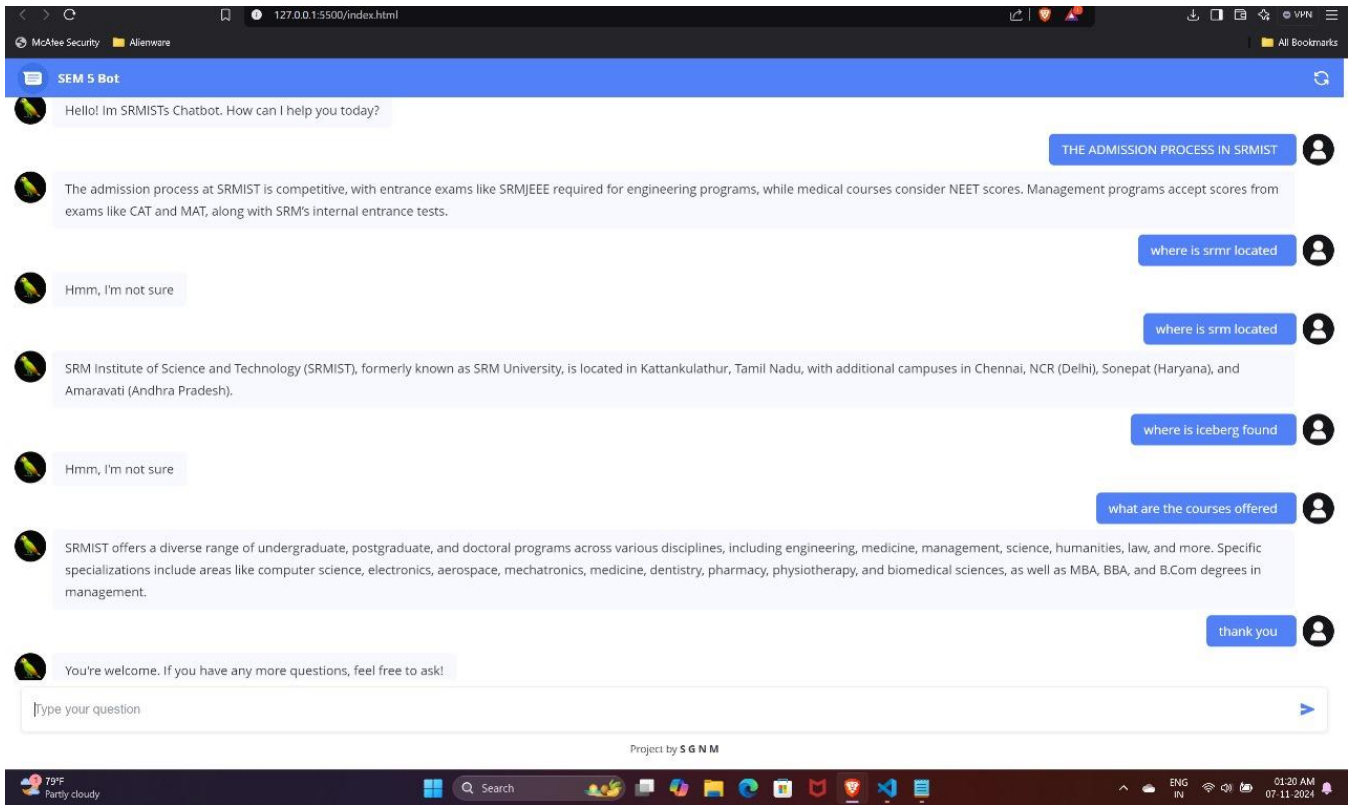 127.0.0.1:5500/index.html
VPN
McAfee Security
Alienware
All Bookmarks
SEM 5 Bot
Hello! Im SRMISTs Chatbot. How can I help you today?
THE ADMISSION PROCESS IN SRMIST
The admission process at SRMIST is competitive, with entrance exams like SRMJEEE required for engineering programs, while medical courses consider NEET scores. Management programs accept scores from
exams like CAT and MAT, along with SRM's internal entrance tests.
where is srmr located
Hmm, I'm not sure
where is srm located
SRM Institute of Science and Technology (SRMIST), formerly known as SRM University, is located in Kattankulathur, Tamil Nadu, with additional campuses in Chennai, NCR (Delhi), Sonepat (Haryana), and
Amaravati (Andhra Pradesh).
where is iceberg found
Hmm, I'm not sure
what are the courses offered
SRMIST offers a diverse range of undergraduate, postgraduate, and doctoral programs across various disciplines, including engineering, medicine, management, science, humanities, law, and more. Specific
specializations include areas like computer science, electronics, aerospace, mechatronics, medicine, dentistry, pharmacy, physiotherapy, and biomedical sciences, as well as MBA, BBA, and B.Com degrees in
management.
thank you
You're welcome. If you have any more questions, feel free to ask!
Type your question
Project by S G N M
79°F
Partly cloudy
Search
ENG
IN
01:20 AM
07-11-2024